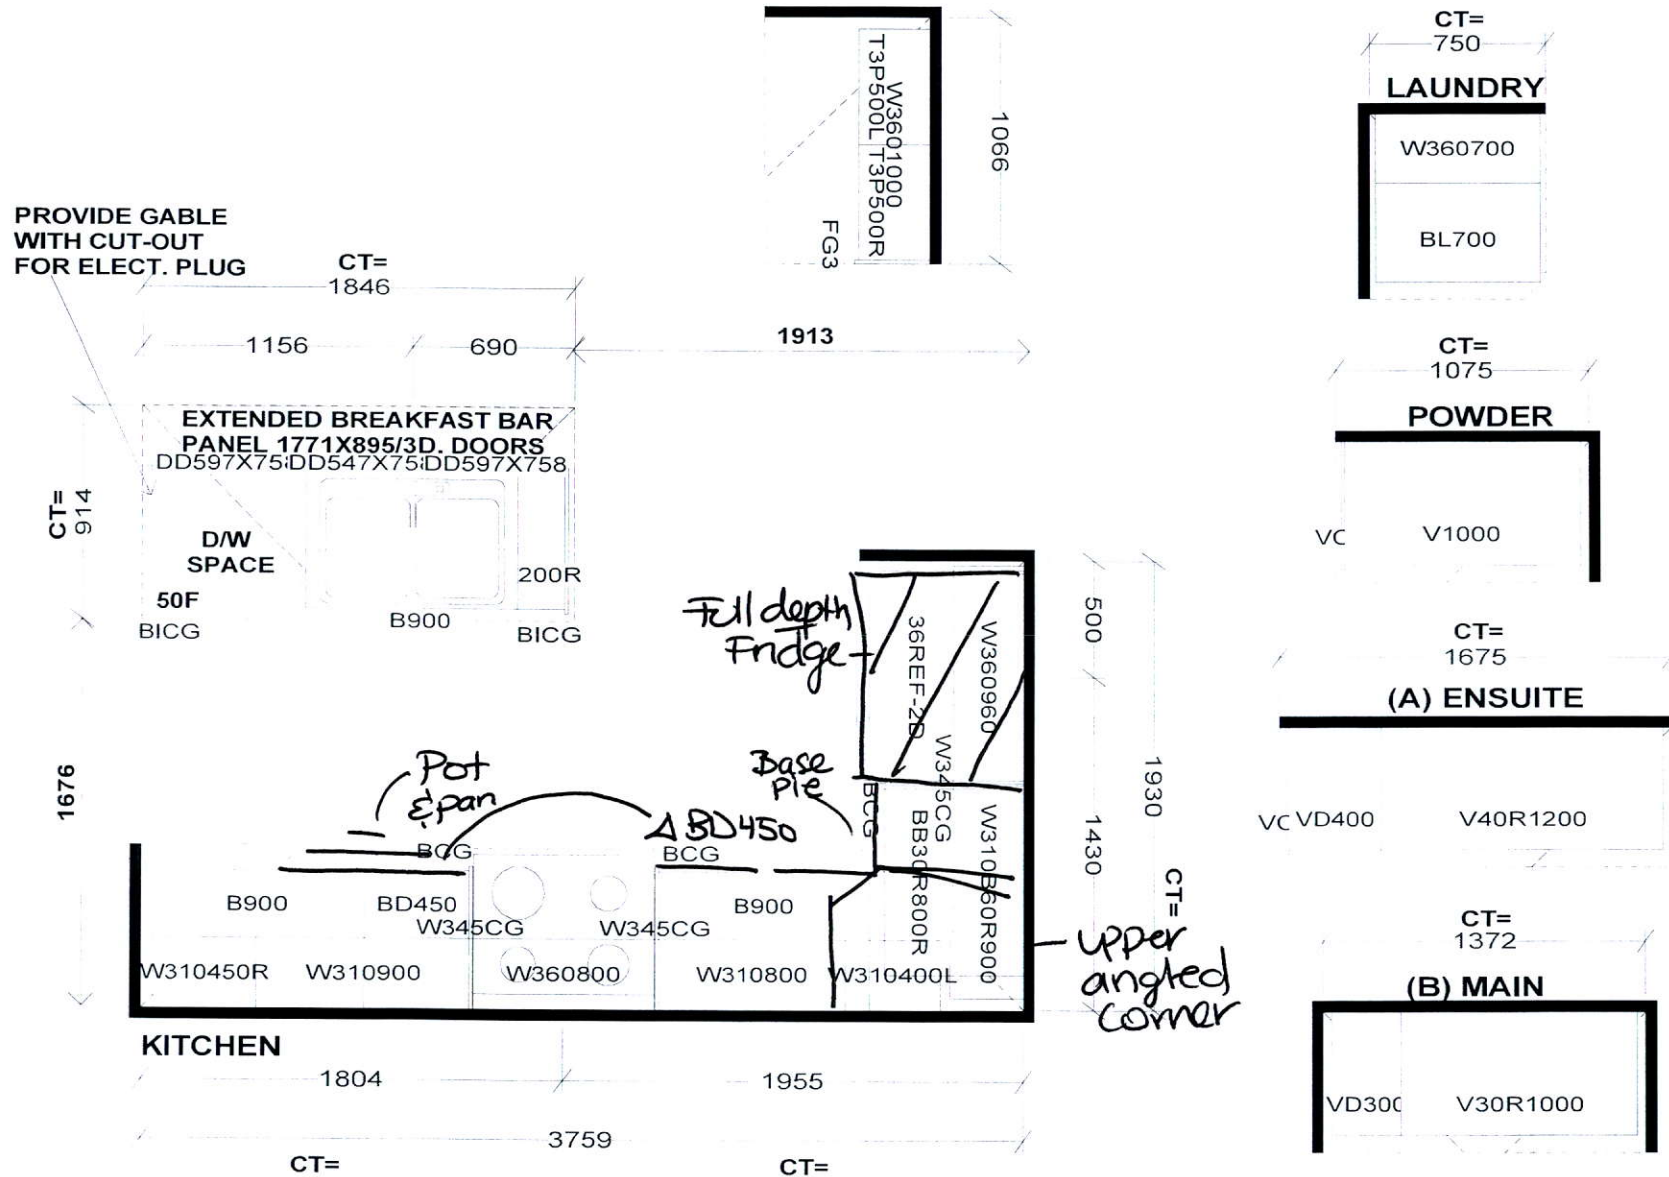 T3P500L T3P500R
W3601000
FG3
1066
CT=
750
LAUNDRY
W360700
BL700
PROVIDE GABLE
WITH CUT-OUT
FOR ELECT. PLUG
CT=
1846
1156
690
1913
EXTENDED BREAKFAST BAR
PANEL 1771X895/3D. DOORS
DD597X758 DD547X758 DD597X758
CT=
914
D/W
SPACE
50F
BICG
B900
200R
BICG
CT=
1075
POWDER
VC
V1000
CT=
1675
(A) ENSUITE
VC VD400
V40R1200
CT=
1372
(B) MAIN
VD300
V30R1000
Full depth
Fridge
36REF-2D
W360960
500
1930
1430
CT=
1676
Pot
& pan
Δ BD450
Base
pie
BCG
W345CG
BCG
BCG
BB30R800R
W310B60R900
B900
BD450
W345CG
W345CG
B900
W310450R
W310900
W360800
W310800
W310400L
upper
angled
corner
KITCHEN
1804
1955
3759
CT=
CT=